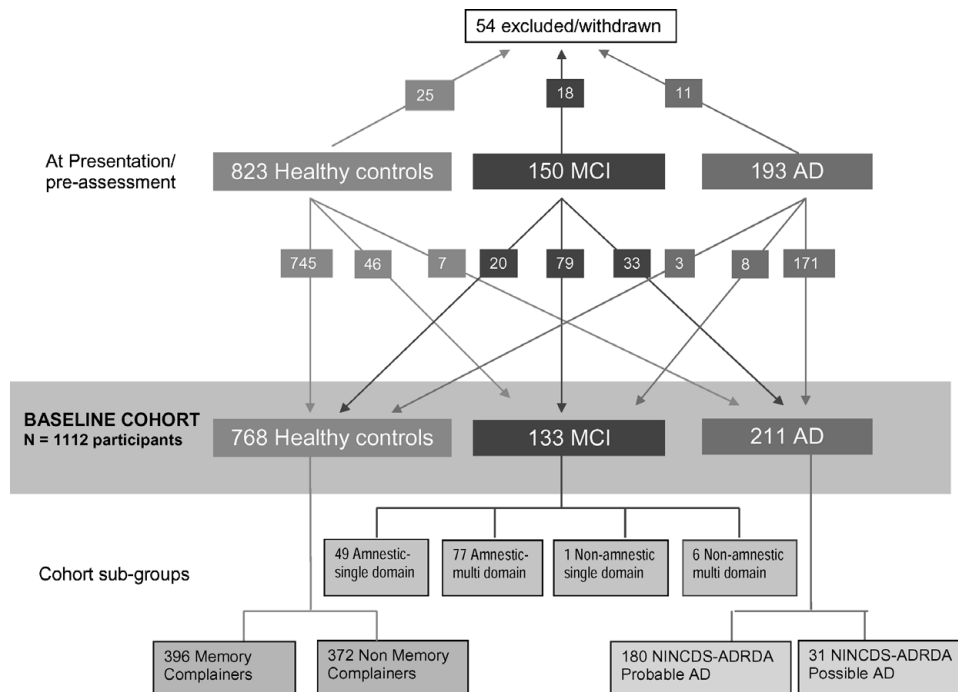 54 excluded/withdrawn
25
18
11
At Presentation/
pre-assessment
823 Healthy controls
150 MCI
193 AD
745
46
7
20
79
33
3
8
171
BASELINE COHORT
N = 1112 participants
768 Healthy controls
133 MCI
211 AD
Cohort sub-groups
49 Amnestic-
single domain
77 Amnestic-
multi domain
1 Non-amnestic
single domain
6 Non-amnestic
multi domain
396 Memory
Complainers
372 Non Memory
Complainers
180 NINCDS-ADRDA
Probable AD
31 NINCDS-ADRDA
Possible AD